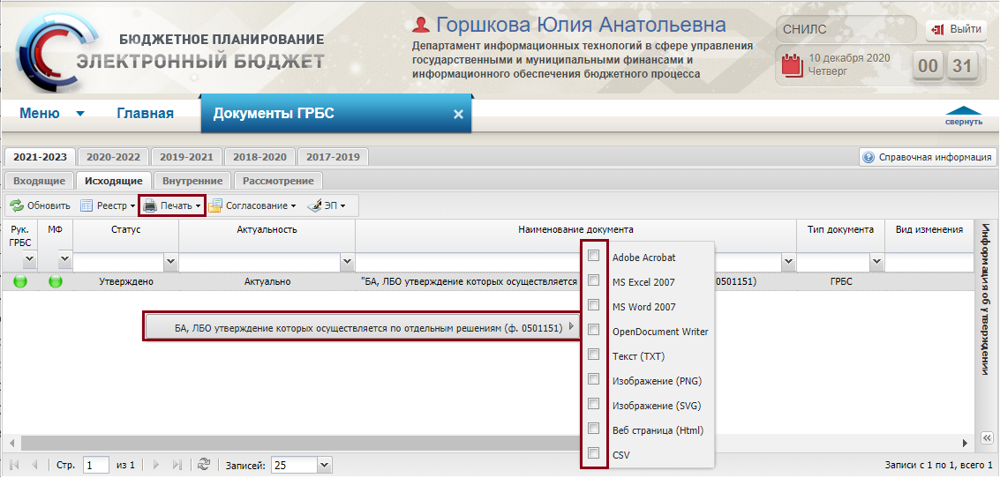 БЮДЖЕТНОЕ ПЛАНИРОВАНИЕ
ЭЛЕКТРОННЫЙ БЮДЖЕТ
Горшкова Юлия Анатольевна
Департамент информационных технологий в сфере управления
государственными и муниципальными финансами и
информационного обеспечения бюджетного процесса
СНИЛС
Выйти
10 декабря 2020
Четверг
00 31
Меню Главная Документы ГРБС
свернуть
2021-2023 2020-2022 2019-2021 2018-2020 2017-2019
Справочная информация
Входящие Исходящие Внутренние Рассмотрение
Обновить Реестр Печать Согласование ЭП
Рук. ГРБС МФ Статус Актуальность Наименование документа Тип документа Вид изменения
Информация об утверждении
Утверждено Актуально "БА, ЛБО утверждение которых осуществляется 0501151) ГРБС
БА, ЛБО утверждение которых осуществляется по отдельным решениям (ф. 0501151)
Adobe Acrobat
MS Excel 2007
MS Word 2007
OpenDocument Writer
Текст (TXT)
Изображение (PNG)
Изображение (SVG)
Веб страница (Html)
CSV
Стр. 1 из 1 Записей: 25 Записи с 1 по 1, всего 1